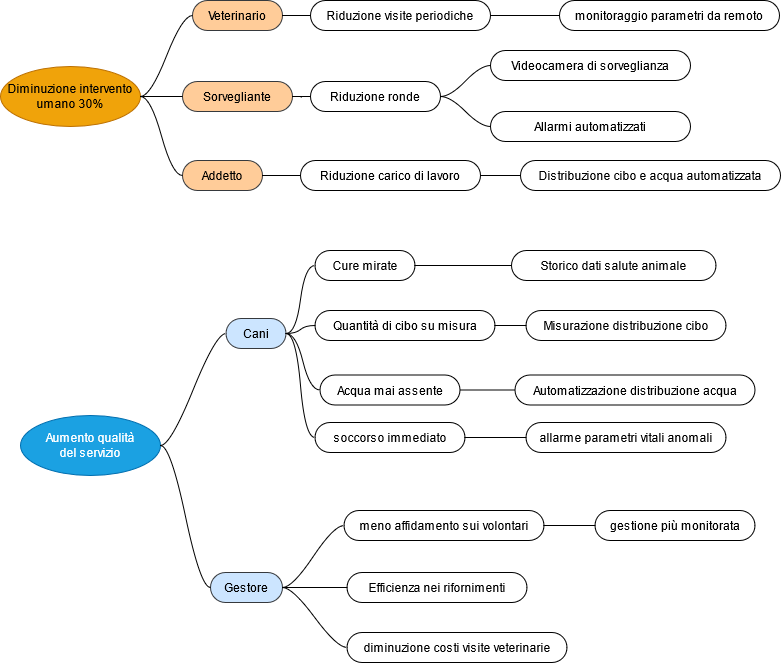 Diminuzione intervento
umano 30%
Veterinario
Riduzione visite periodiche
monitoraggio parametri da remoto
Sorvegliante
Riduzione ronde
Videocamera di sorveglianza
Allarmi automatizzati
Addetto
Riduzione carico di lavoro
Distribuzione cibo e acqua automatizzata
Aumento qualità
del servizio
Cani
Cure mirate
Storico dati salute animale
Quantità di cibo su misura
Misurazione distribuzione cibo
Acqua mai assente
Automatizzazione distribuzione acqua
soccorso immediato
allarme parametri vitali anomali
Gestore
meno affidamento sui volontari
gestione più monitorata
Efficienza nei rifornimenti
diminuzione costi visite veterinarie